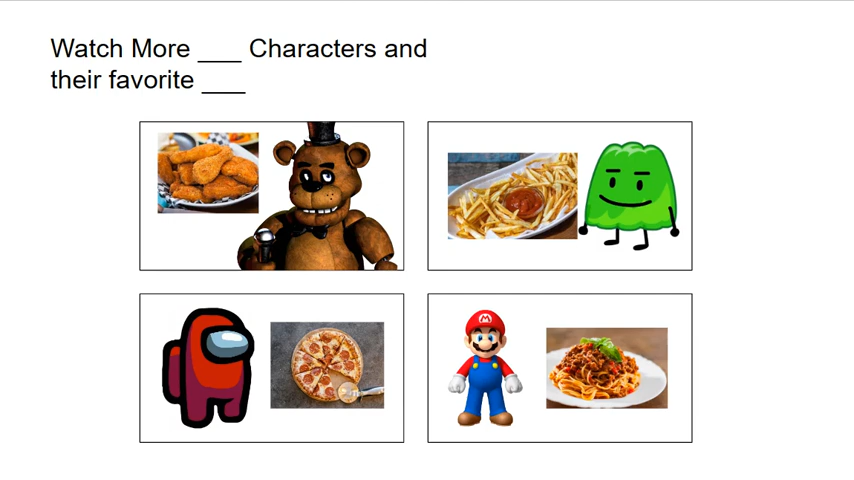 Watch More ___ Characters and
their favorite ___
M